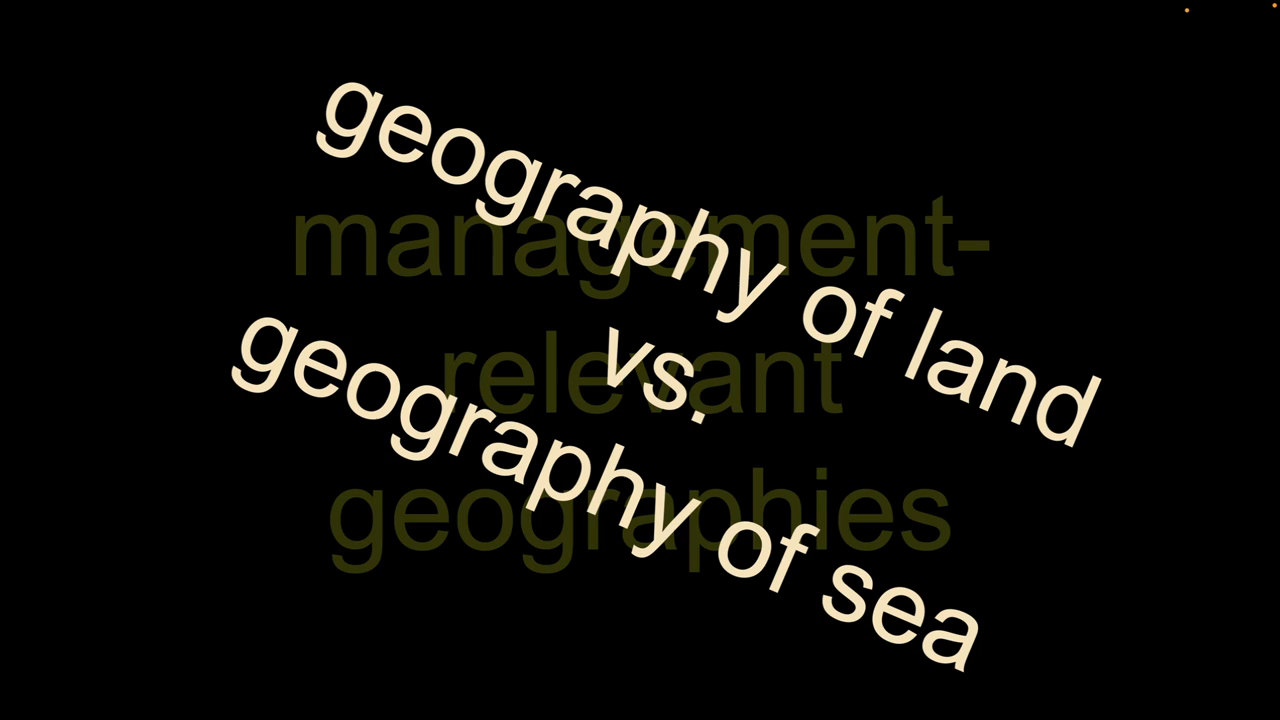 geography of land
vs.
geography of sea
management-
relevant
geographies